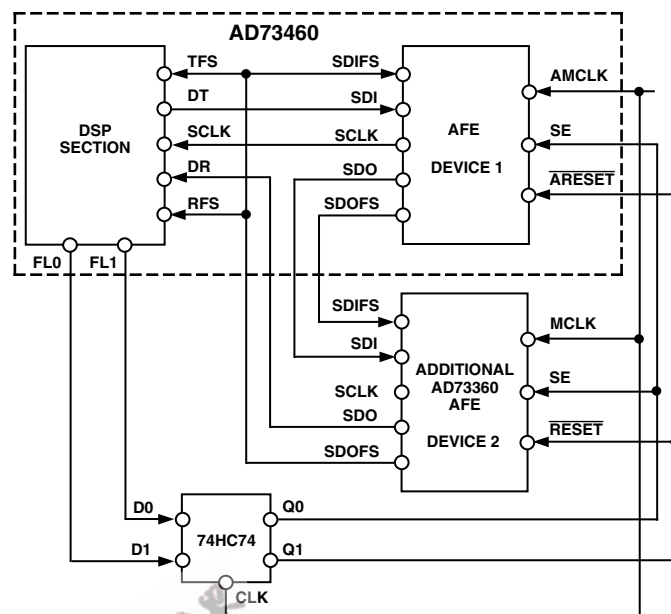 AD73460
TFS
SDIFS
DT
SDI
SCLK
SCLK
DR
SDO
RFS
SDOFS
DSP
SECTION
AFE
DEVICE 1
AMCLK
SE
ARESET
FL0
FL1
SDIFS
SDI
SCLK
SDO
SDOFS
ADDITIONAL
AD73360
AFE
DEVICE 2
MCLK
SE
RESET
D0
D1
74HC74
Q0
Q1
CLK